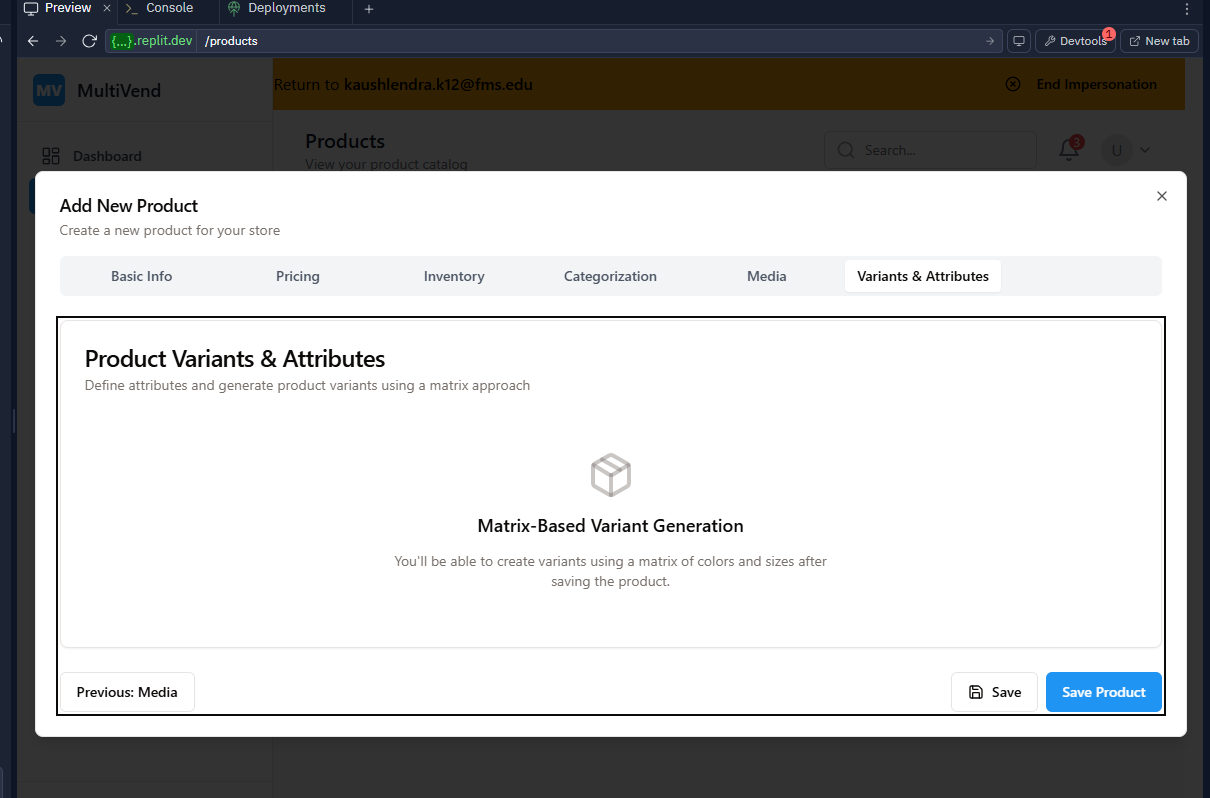 Preview
Console
Deployments
{...}.replit.dev /products
Devtools 1
New tab
MV MultiVend
Return to kaushlendra.k12@fms.edu
End Impersonation
Dashboard
Products
View your product catalog
Search...
3
U
Add New Product
Create a new product for your store
Basic Info
Pricing
Inventory
Categorization
Media
Variants & Attributes
Product Variants & Attributes
Define attributes and generate product variants using a matrix approach
Matrix-Based Variant Generation
You'll be able to create variants using a matrix of colors and sizes after
saving the product.
Previous: Media
Save
Save Product